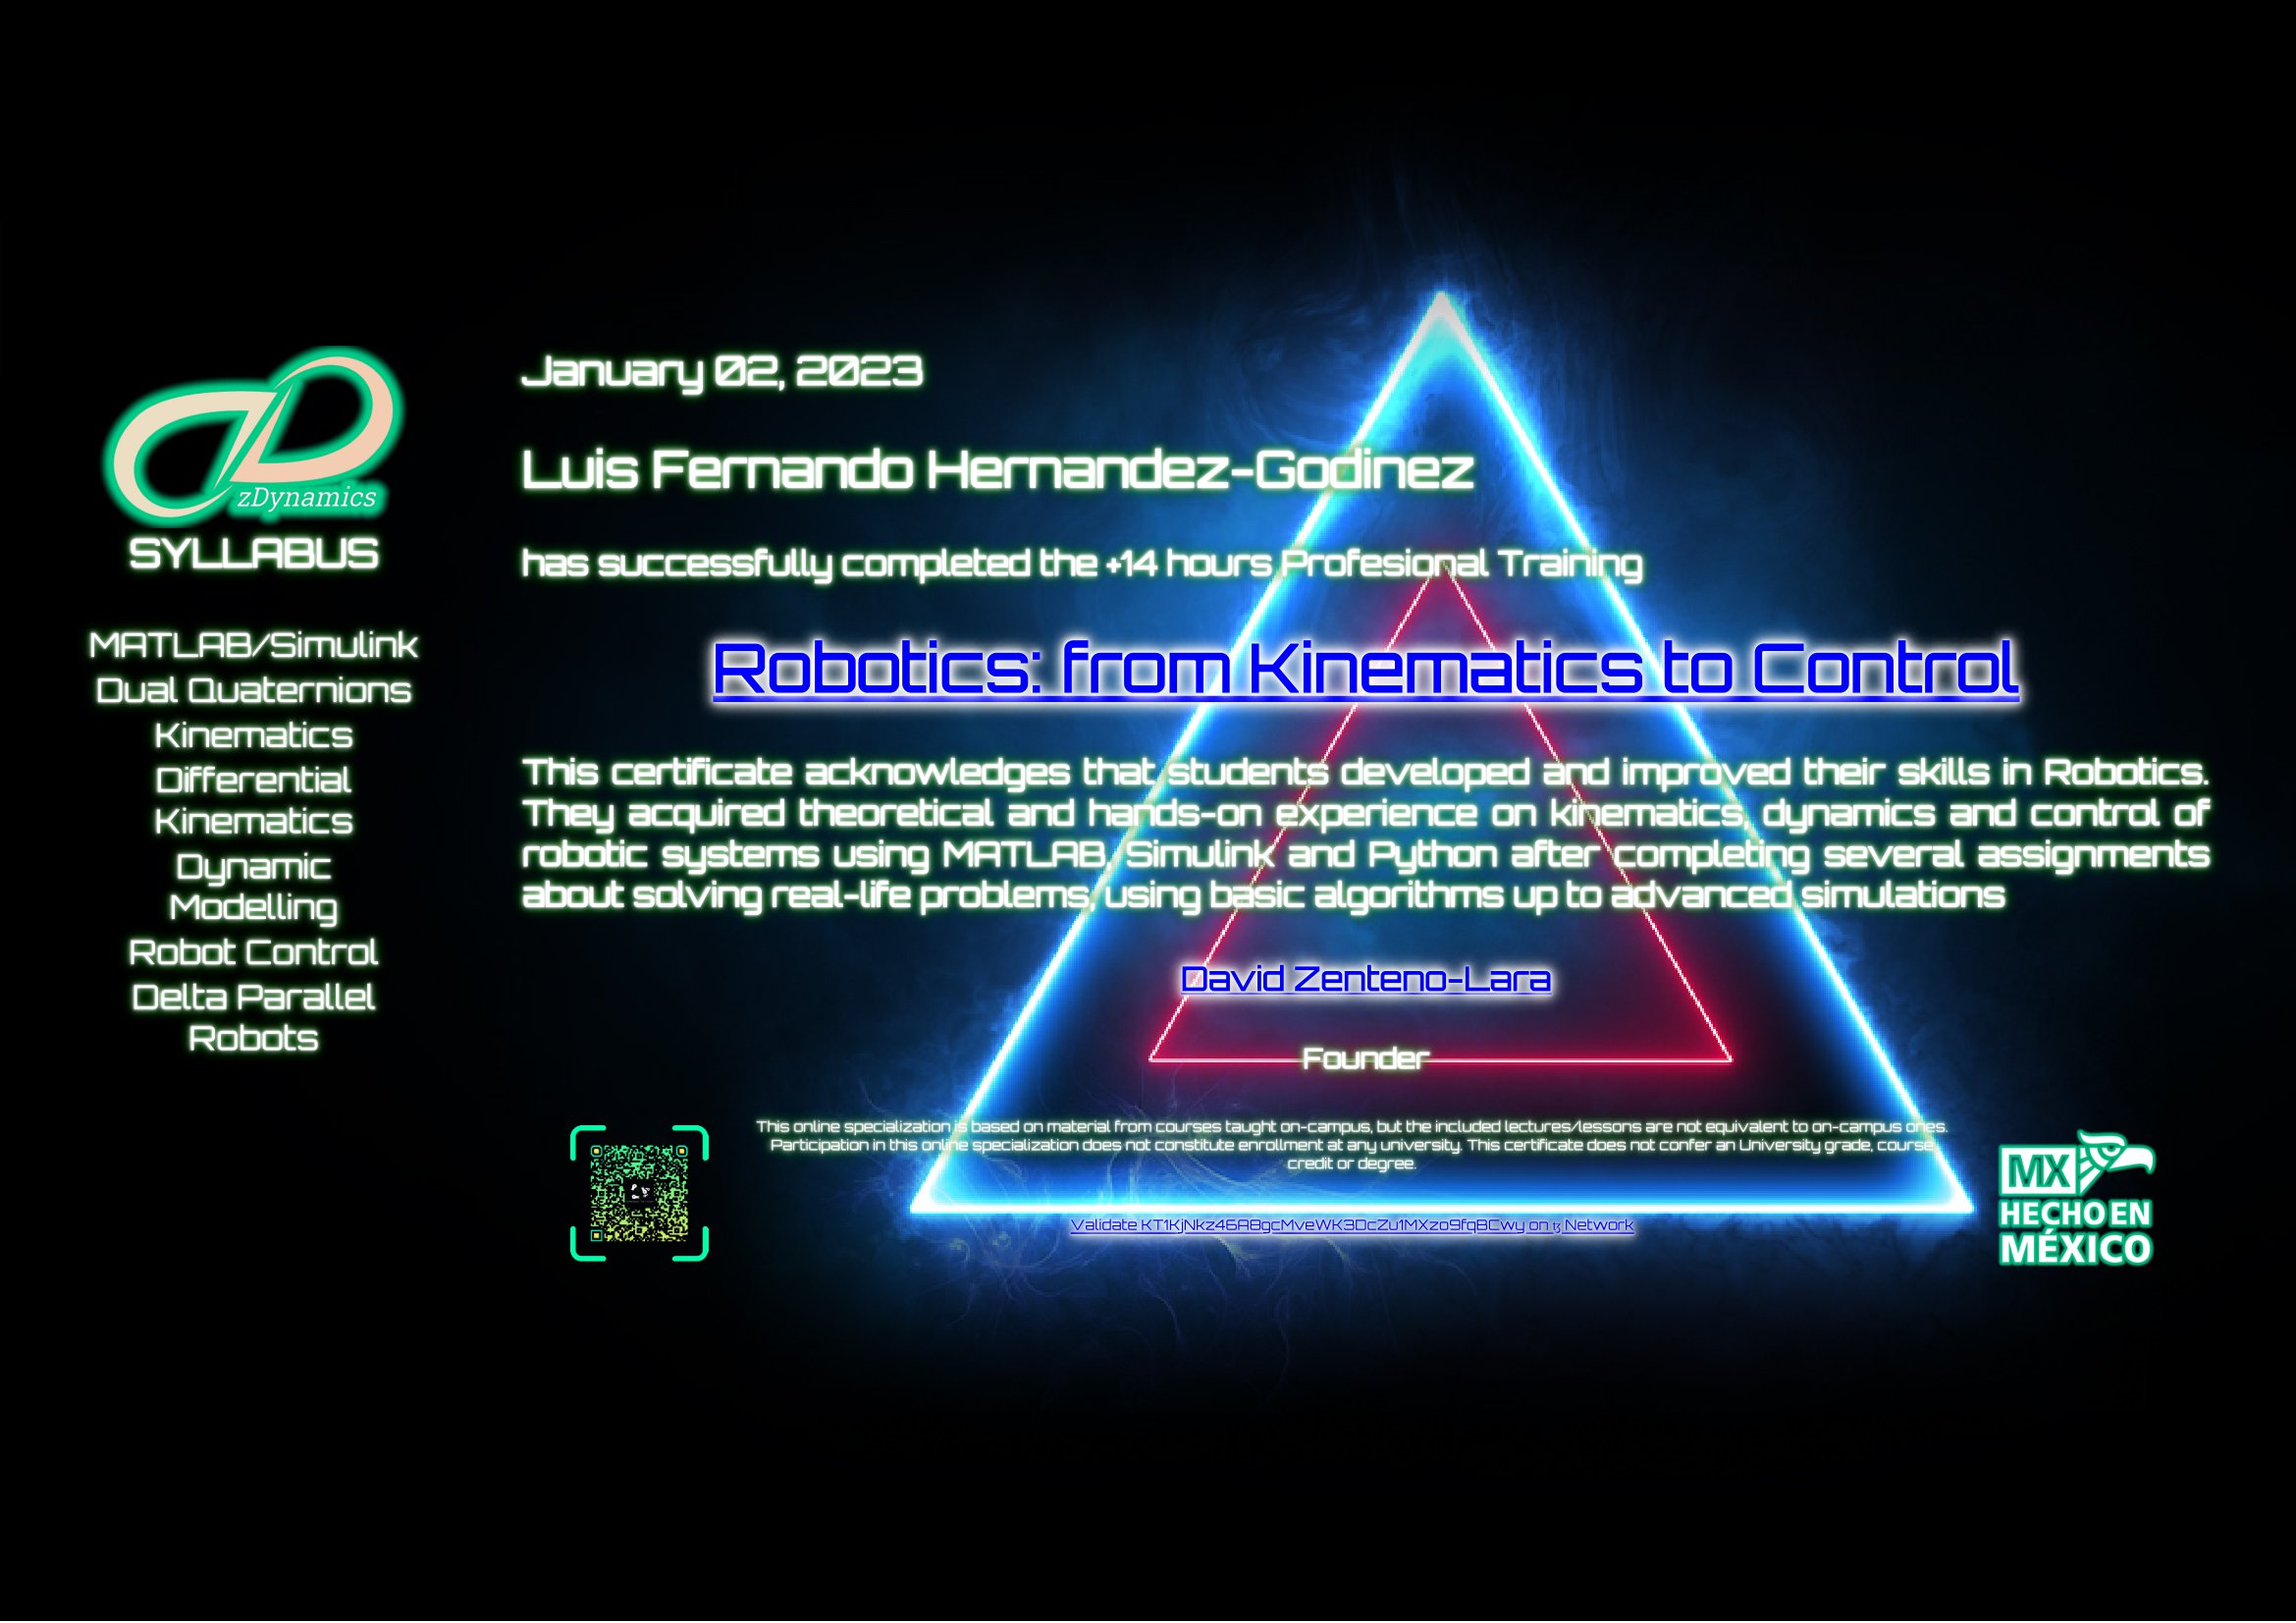 zDynamics
SYLLABUS
MATLAB/Simulink
Dual Quaternions
Kinematics
Differential
Kinematics
Dynamic
Modelling
Robot Control
Delta Parallel
Robots
January 02, 2023
Luis Fernando Hernandez-Godinez
has successfully completed the +14 hours Profesional Training
Robotics: from Kinematics to Control
This certificate acknowledges that students developed and improved their skills in Robotics.
They acquired theoretical and hands-on experience on kinematics, dynamics and control of
robotic systems using MATLAB, Simulink and Python after completing several assignments
about solving real-life problems, using basic algorithms up to advanced simulations
David Zenteno-Lara
Founder
This online specialization is based on material from courses taught on-campus, but the included lectures/lessons are not equivalent to on-campus ones.
Participation in this online specialization does not constitute enrollment at any university. This certificate does not confer an University grade, course
credit or degree.
Validate KT1KjNkz46A8gcMveWK3DcZu1MXzo9fqBCwy on ꜩ Network
MX
HECHO EN
MÉXICO